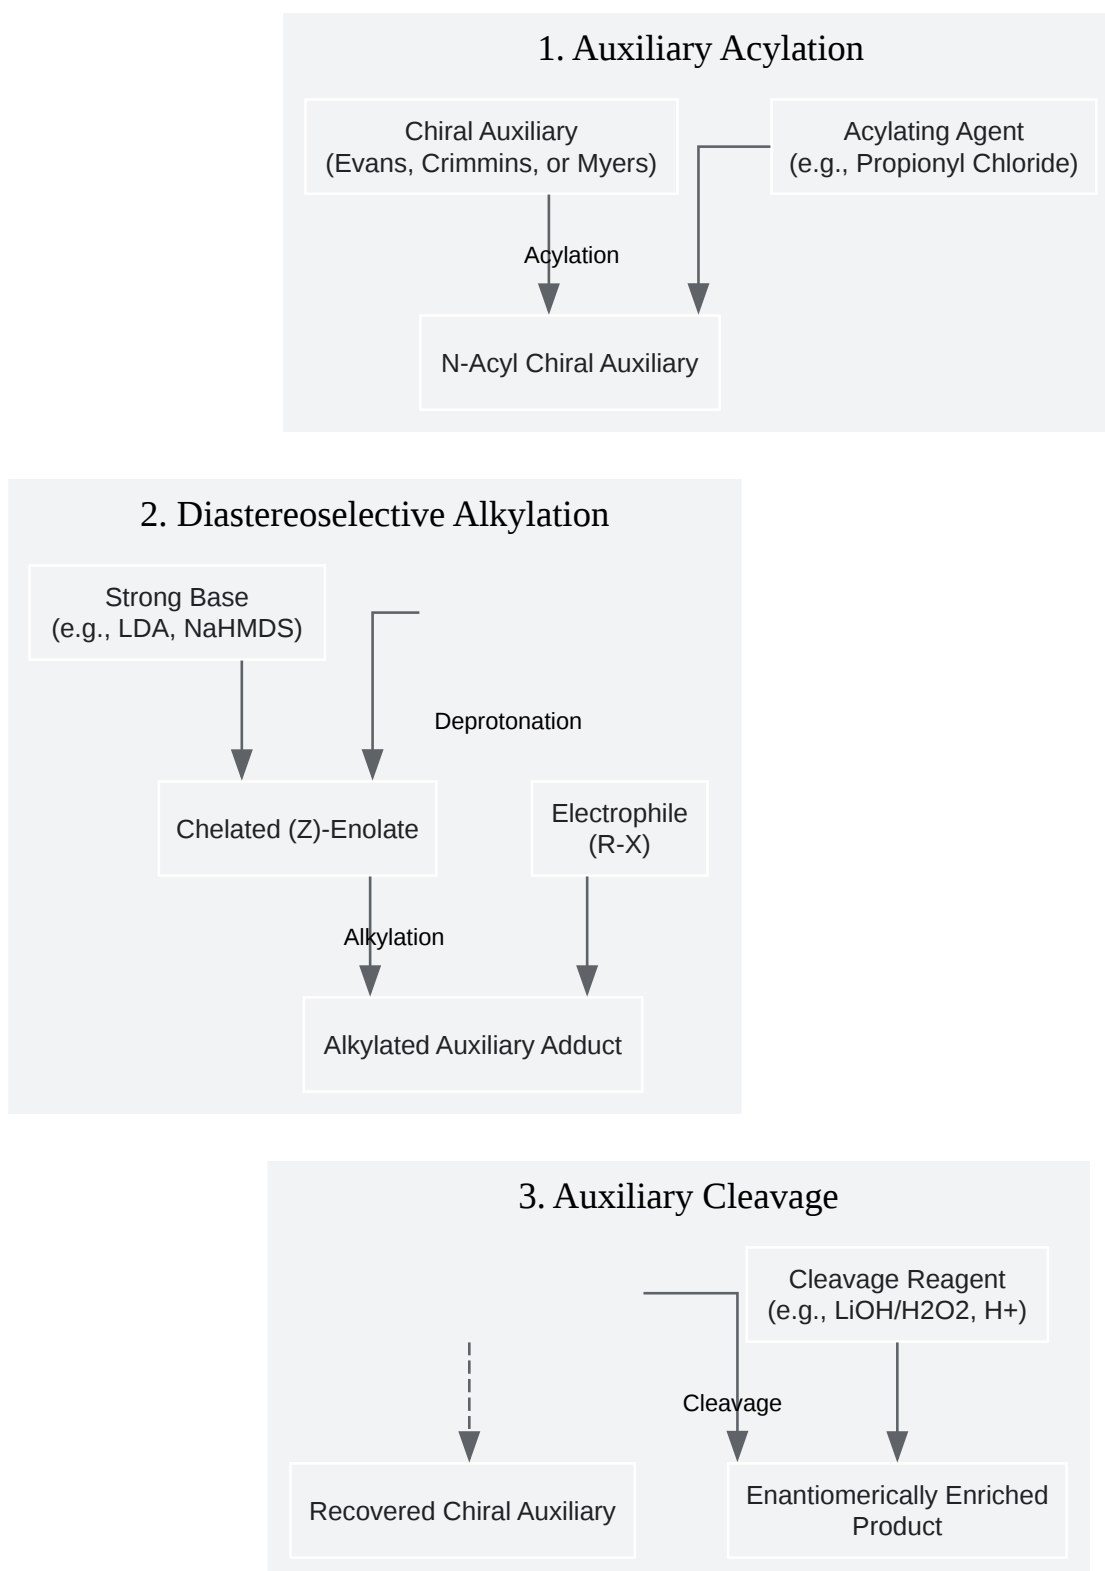 1. Auxiliary Acylation
Chiral Auxiliary
(Evans, Crimmins, or Myers)
Acylating Agent
(e.g., Propionyl Chloride)
Acylation
N-Acyl Chiral Auxiliary
2. Diastereoselective Alkylation
Strong Base
(e.g., LDA, NaHMDS)
Deprotonation
Chelated (Z)-Enolate
Electrophile
(R-X)
Alkylation
Alkylated Auxiliary Adduct
3. Auxiliary Cleavage
Cleavage Reagent
(e.g., LiOH/H2O2, H+)
Cleavage
Recovered Chiral Auxiliary
Enantiomerically Enriched
Product